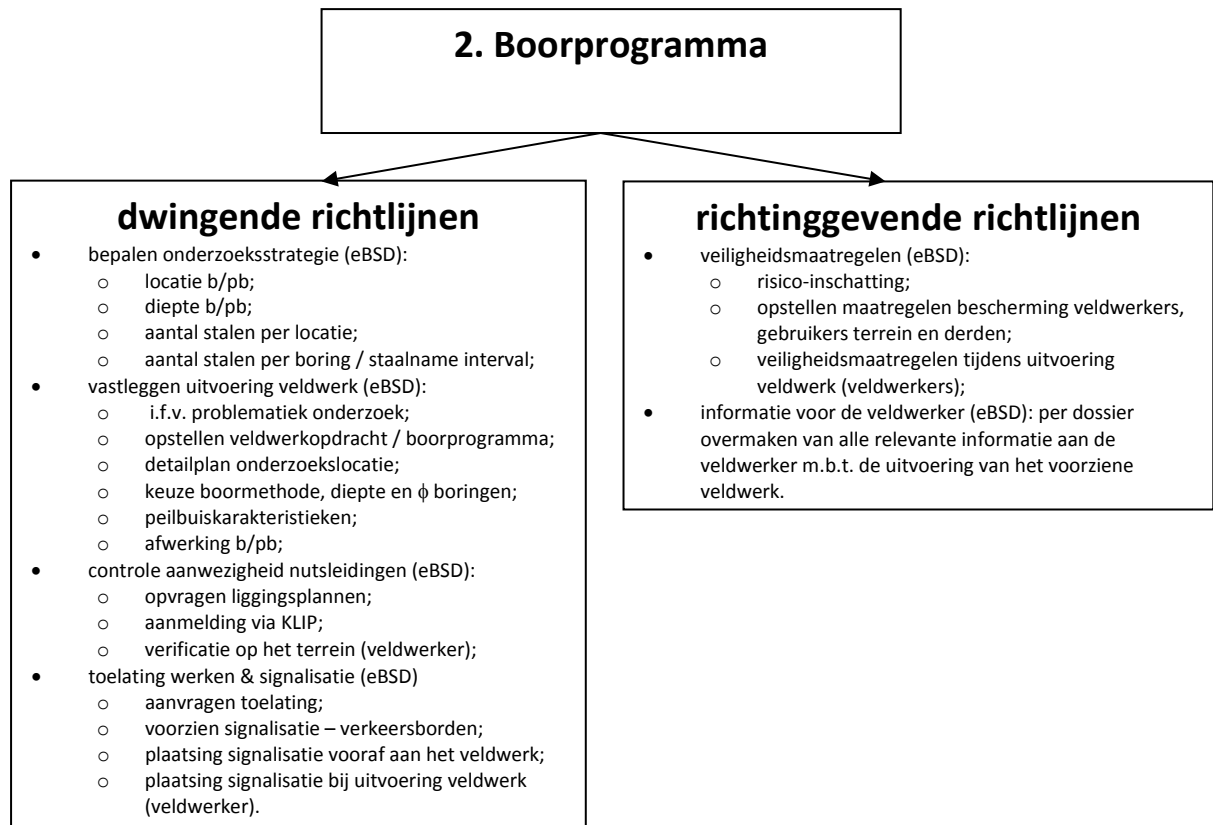 2. Boorprogramma
dwingende richtlijnen
• bepalen onderzoeksstrategie (eBSD):
o locatie b/pb;
o diepte b/pb;
o aantal stalen per locatie;
o aantal stalen per boring / staalname interval;
• vastleggen uitvoering veldwerk (eBSD):
o i.f.v. problematiek onderzoek;
o opstellen veldwerkopdracht / boorprogramma;
o detailplan onderzoekslocatie;
o keuze boormethode, diepte en ϕ boringen;
o peilbuiskarakteristieken;
o afwerking b/pb;
• controle aanwezigheid nutsleidingen (eBSD):
o opvragen liggingsplannen;
o aanmelding via KLIP;
o verificatie op het terrein (veldwerker);
• toelating werken & signalisatie (eBSD)
o aanvragen toelating;
o voorzien signalisatie – verkeersborden;
o plaatsing signalisatie vooraf aan het veldwerk;
o plaatsing signalisatie bij uitvoering veldwerk
(veldwerker).
richtinggevende richtlijnen
• veiligheidsmaatregelen (eBSD):
o risico-inschatting;
o opstellen maatregelen bescherming veldwerkers,
gebruikers terrein en derden;
o veiligheidsmaatregelen tijdens uitvoering
veldwerk (veldwerkers);
• informatie voor de veldwerker (eBSD): per dossier
overmaken van alle relevante informatie aan de
veldwerker m.b.t. de uitvoering van het voorziene
veldwerk.